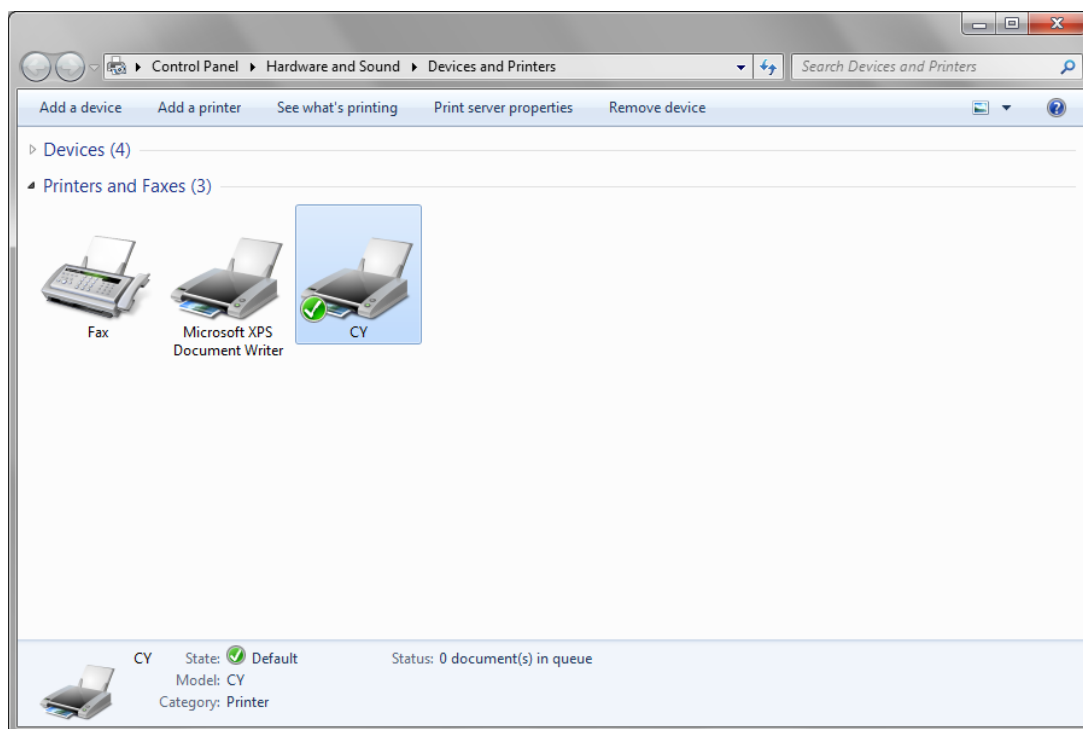 Control Panel Hardware and Sound Devices and Printers Search Devices and Printers
Add a device Add a printer See what's printing Print server properties Remove device
Devices (4)
Printers and Faxes (3)
Fax
Microsoft XPS
Document Writer
CY
CY State: Default Status: 0 document(s) in queue
Model: CY
Category: Printer